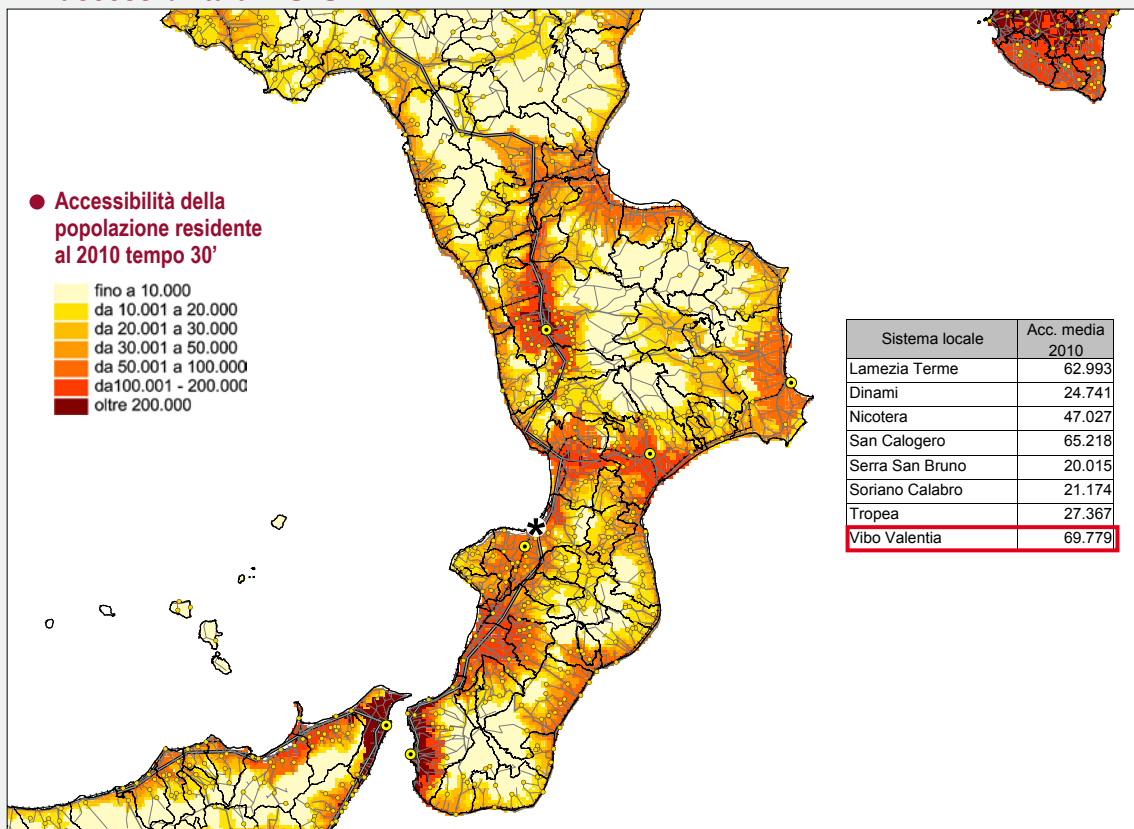 Accessibilità della
popolazione residente
al 2010 tempo 30’
fino a 10.000
da 10.001 a 20.000
da 20.001 a 30.000
da 30.001 a 50.000
da 50.001 a 100.000
da100.001 - 200.000
oltre 200.000
Sistema locale Acc. media 2010
Lamezia Terme 62.993
Dinami 24.741
Nicotera 47.027
San Calogero 65.218
Serra San Bruno 20.015
Soriano Calabro 21.174
Tropea 27.367
Vibo Valentia 69.779